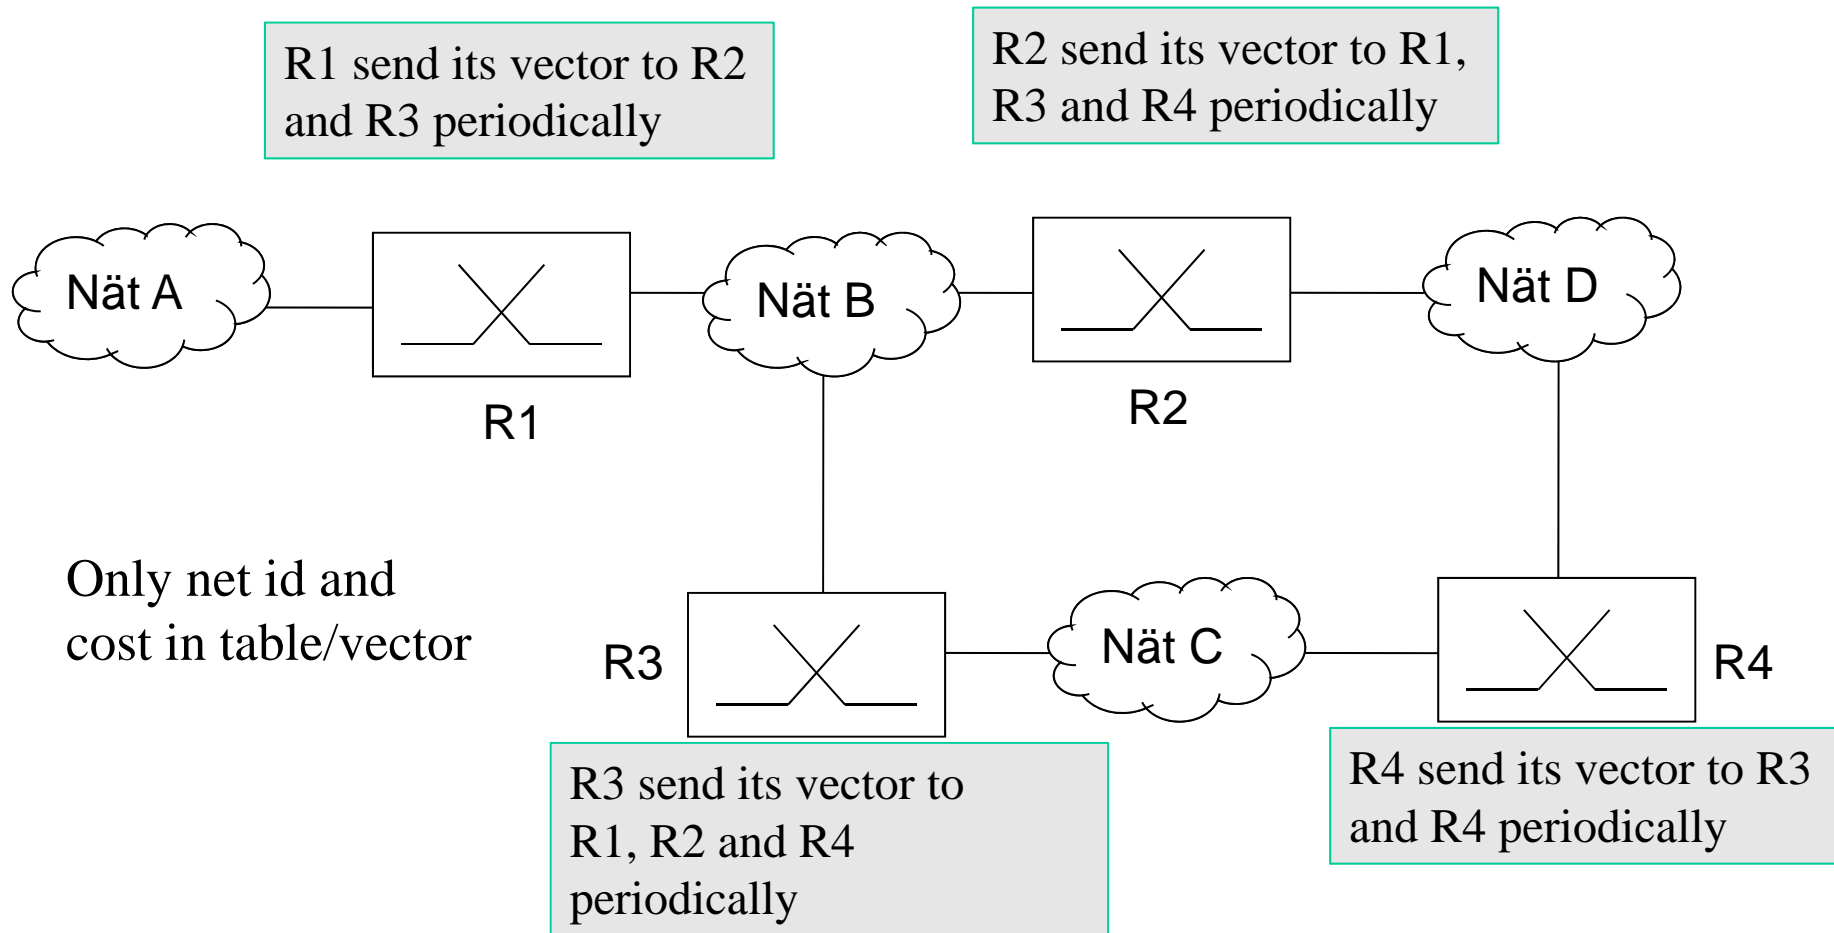 R1 send its vector to R2
and R3 periodically
R2 send its vector to R1,
R3 and R4 periodically
Nät A
Nät B
Nät D
R1
R2
Only net id and
cost in table/vector
R3
Nät C
R4
R3 send its vector to
R1, R2 and R4
periodically
R4 send its vector to R3
and R4 periodically